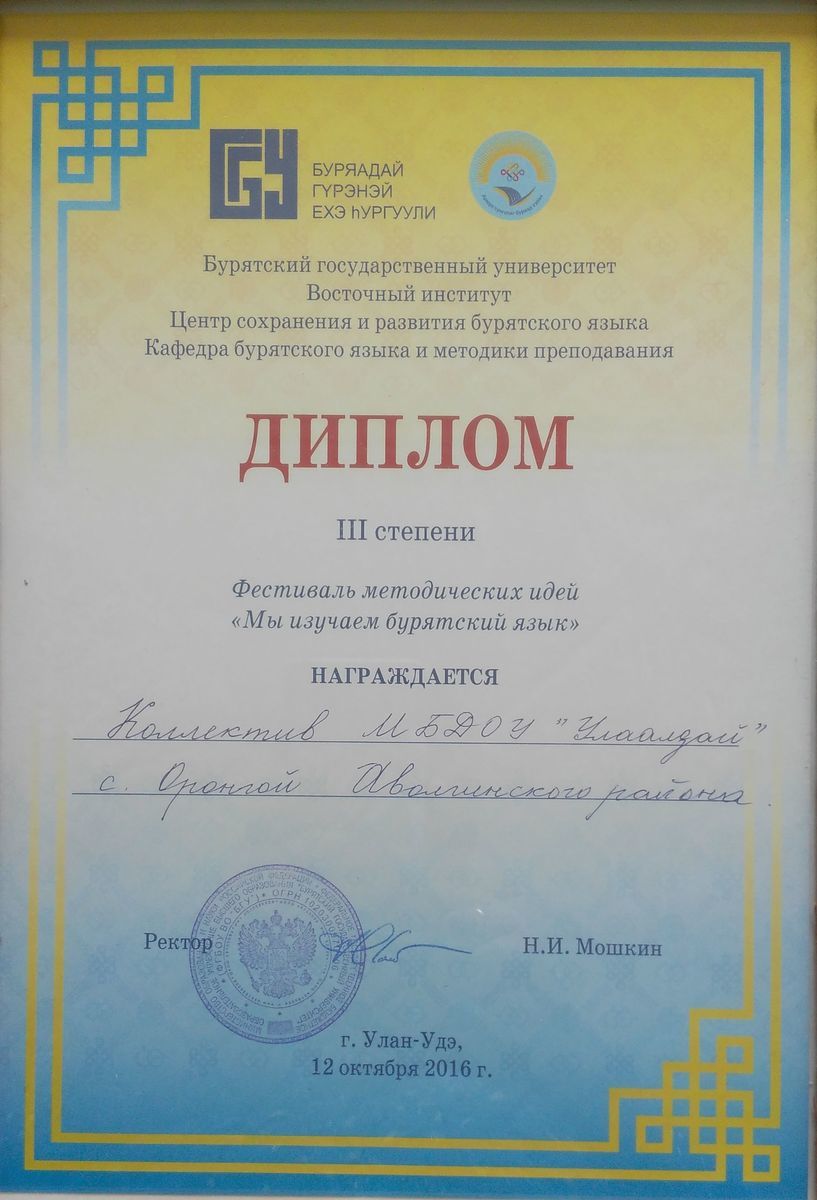 БГУ
БУРЯАДАЙ
ГҮРЭНЭЙ
ЕХЭ һУРГУУЛИ
Бурятский государственный университет
Восточный институт
Центр сохранения и развития бурятского языка
Кафедра бурятского языка и методики преподавания
ДИПЛОМ
III степени
Фестиваль методических идей
«Мы изучаем бурятский язык»
НАГРАЖДАЕТСЯ
Коллектив МБДОУ "Улаалздай"
с. Оронгой Иволгинского района.
Ректор
Н.И. Мошкин
г. Улан-Удэ,
12 октября 2016 г.